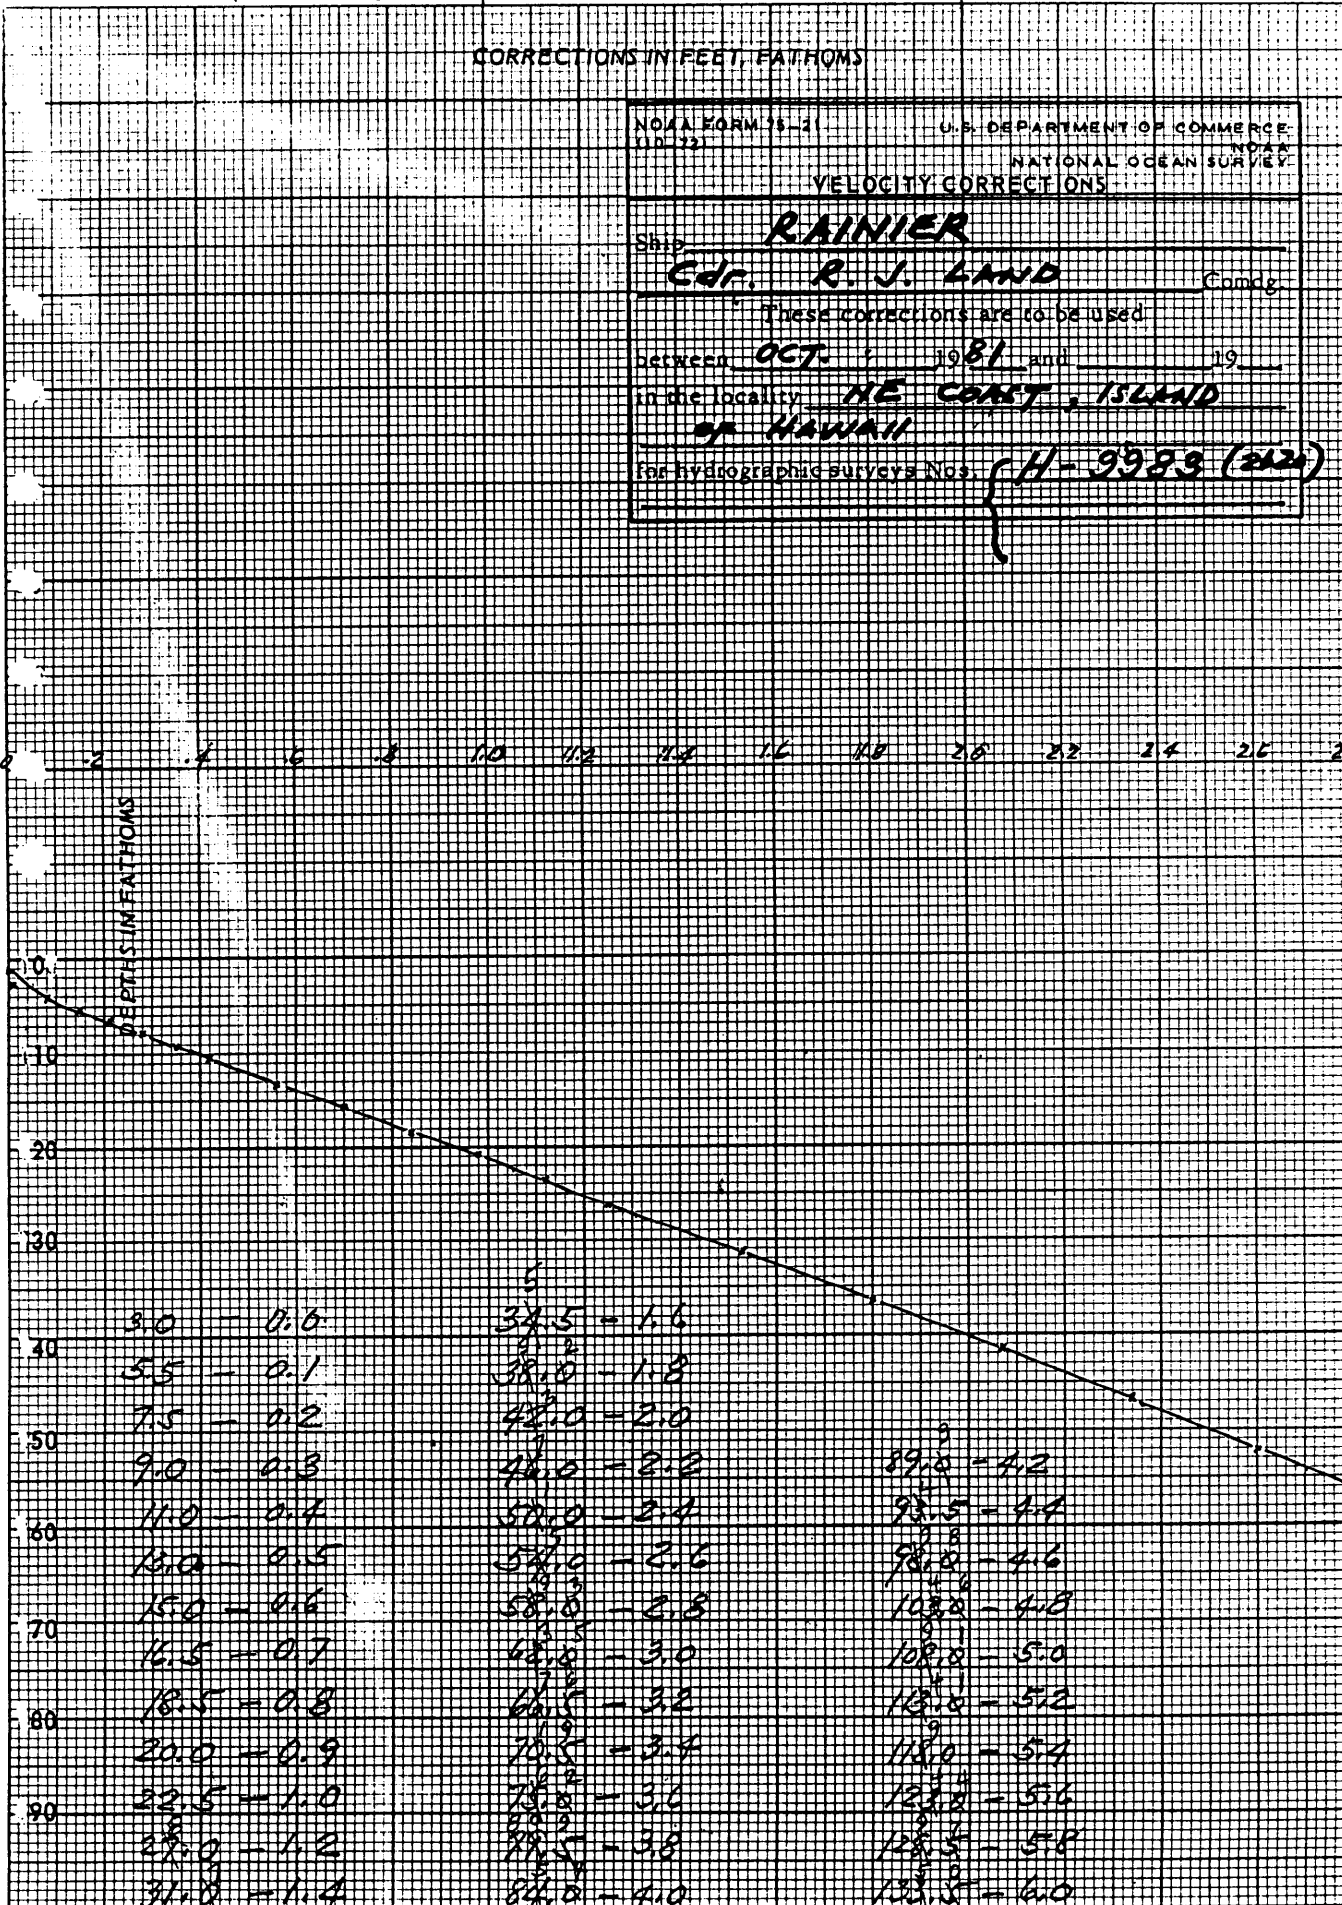 CORRECTIONS IN FEET, FATHOMS
NOAA FORM 75-21
(10-72)
U.S. DEPARTMENT OF COMMERCE
NOAA
NATIONAL OCEAN SURVEY
VELOCITY CORRECTIONS
Ship RAINIER
Cdr. R. J. LAND Comdg.
These corrections are to be used
between OCT. 1981 and 19
in the locality NE COAST, ISLAND
of HAWAII
for hydrographic surveys Nos. H-9983
0 .2 .4 .6 .8 1.0 1.2 1.4 1.6 1.8 2.0 2.2 2.4 2.6
DEPTHS IN FATHOMS
0
10
20
30
40
50
60
70
80
90
3.0 - 0.0
5.5 - 0.1
7.5 - 0.2
9.0 - 0.3
11.0 - 0.4
13.0 - 0.5
15.0 - 0.6
16.5 - 0.7
18.5 - 0.8
20.0 - 0.9
22.5 - 1.0
- 1.2
- 1.4
- 1.6
- 1.8
- 2.0
- 2.2
- 2.4
- 2.6
- 2.8
- 3.0
- 3.2
- 3.4
- 3.6
- 3.8
- 4.0
- 4.2
- 4.4
- 4.6
- 4.8
- 5.0
- 5.2
- 5.4
- 5.6
- 5.8
- 6.0